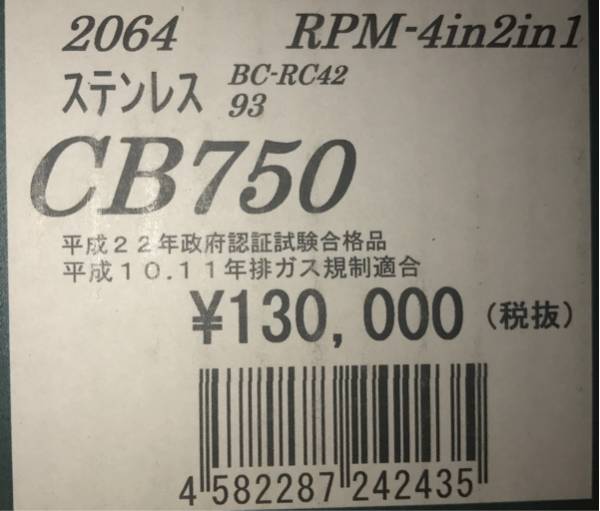 2064 RPM-4in2in1
ステンレス BC-RC42
93
CB750
平成22年政府認証試験合格品
平成10.11年排ガス規制適合
¥130,000 (税抜)
4 582287 242435